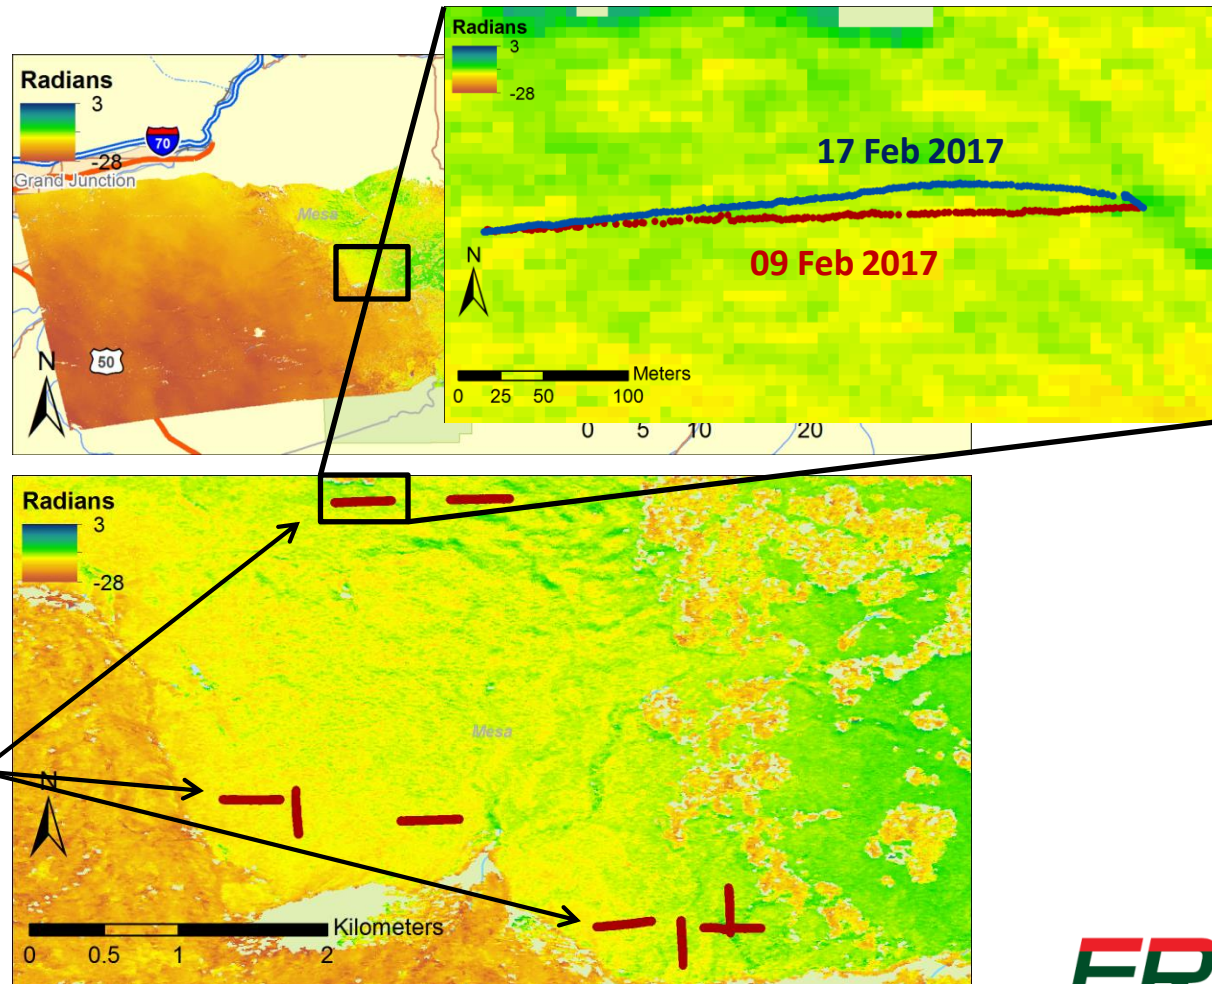 Radians
3
-28
70
Grand Junction
Mesa
N
50
0 5 10 20
Radians
3
-28
17 Feb 2017
09 Feb 2017
N
Meters
0 25 50 100
Radians
3
-28
Mesa
N
Kilometers
0 0.5 1 2